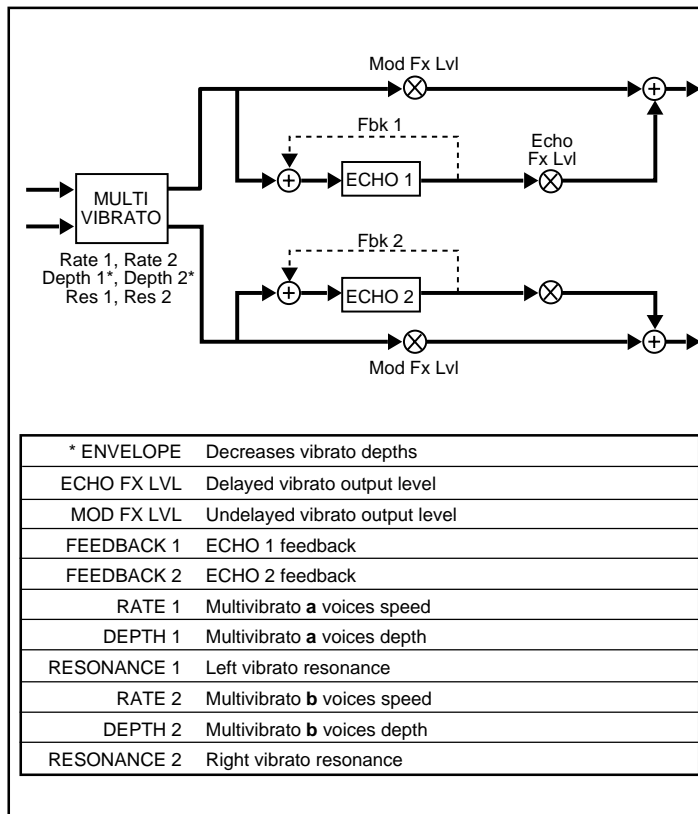 Mod Fx Lvl
Fbk 1
Echo
Fx Lvl
+
+
ECHO 1
MULTI
VIBRATO
Rate 1, Rate 2
Depth 1*, Depth 2*
Res 1, Res 2
Fbk 2
+
ECHO 2
+
Mod Fx Lvl
* ENVELOPE Decreases vibrato depths
ECHO FX LVL Delayed vibrato output level
MOD FX LVL Undelayed vibrato output level
FEEDBACK 1 ECHO 1 feedback
FEEDBACK 2 ECHO 2 feedback
RATE 1 Multivibrato a voices speed
DEPTH 1 Multivibrato a voices depth
RESONANCE 1 Left vibrato resonance
RATE 2 Multivibrato b voices speed
DEPTH 2 Multivibrato b voices depth
RESONANCE 2 Right vibrato resonance